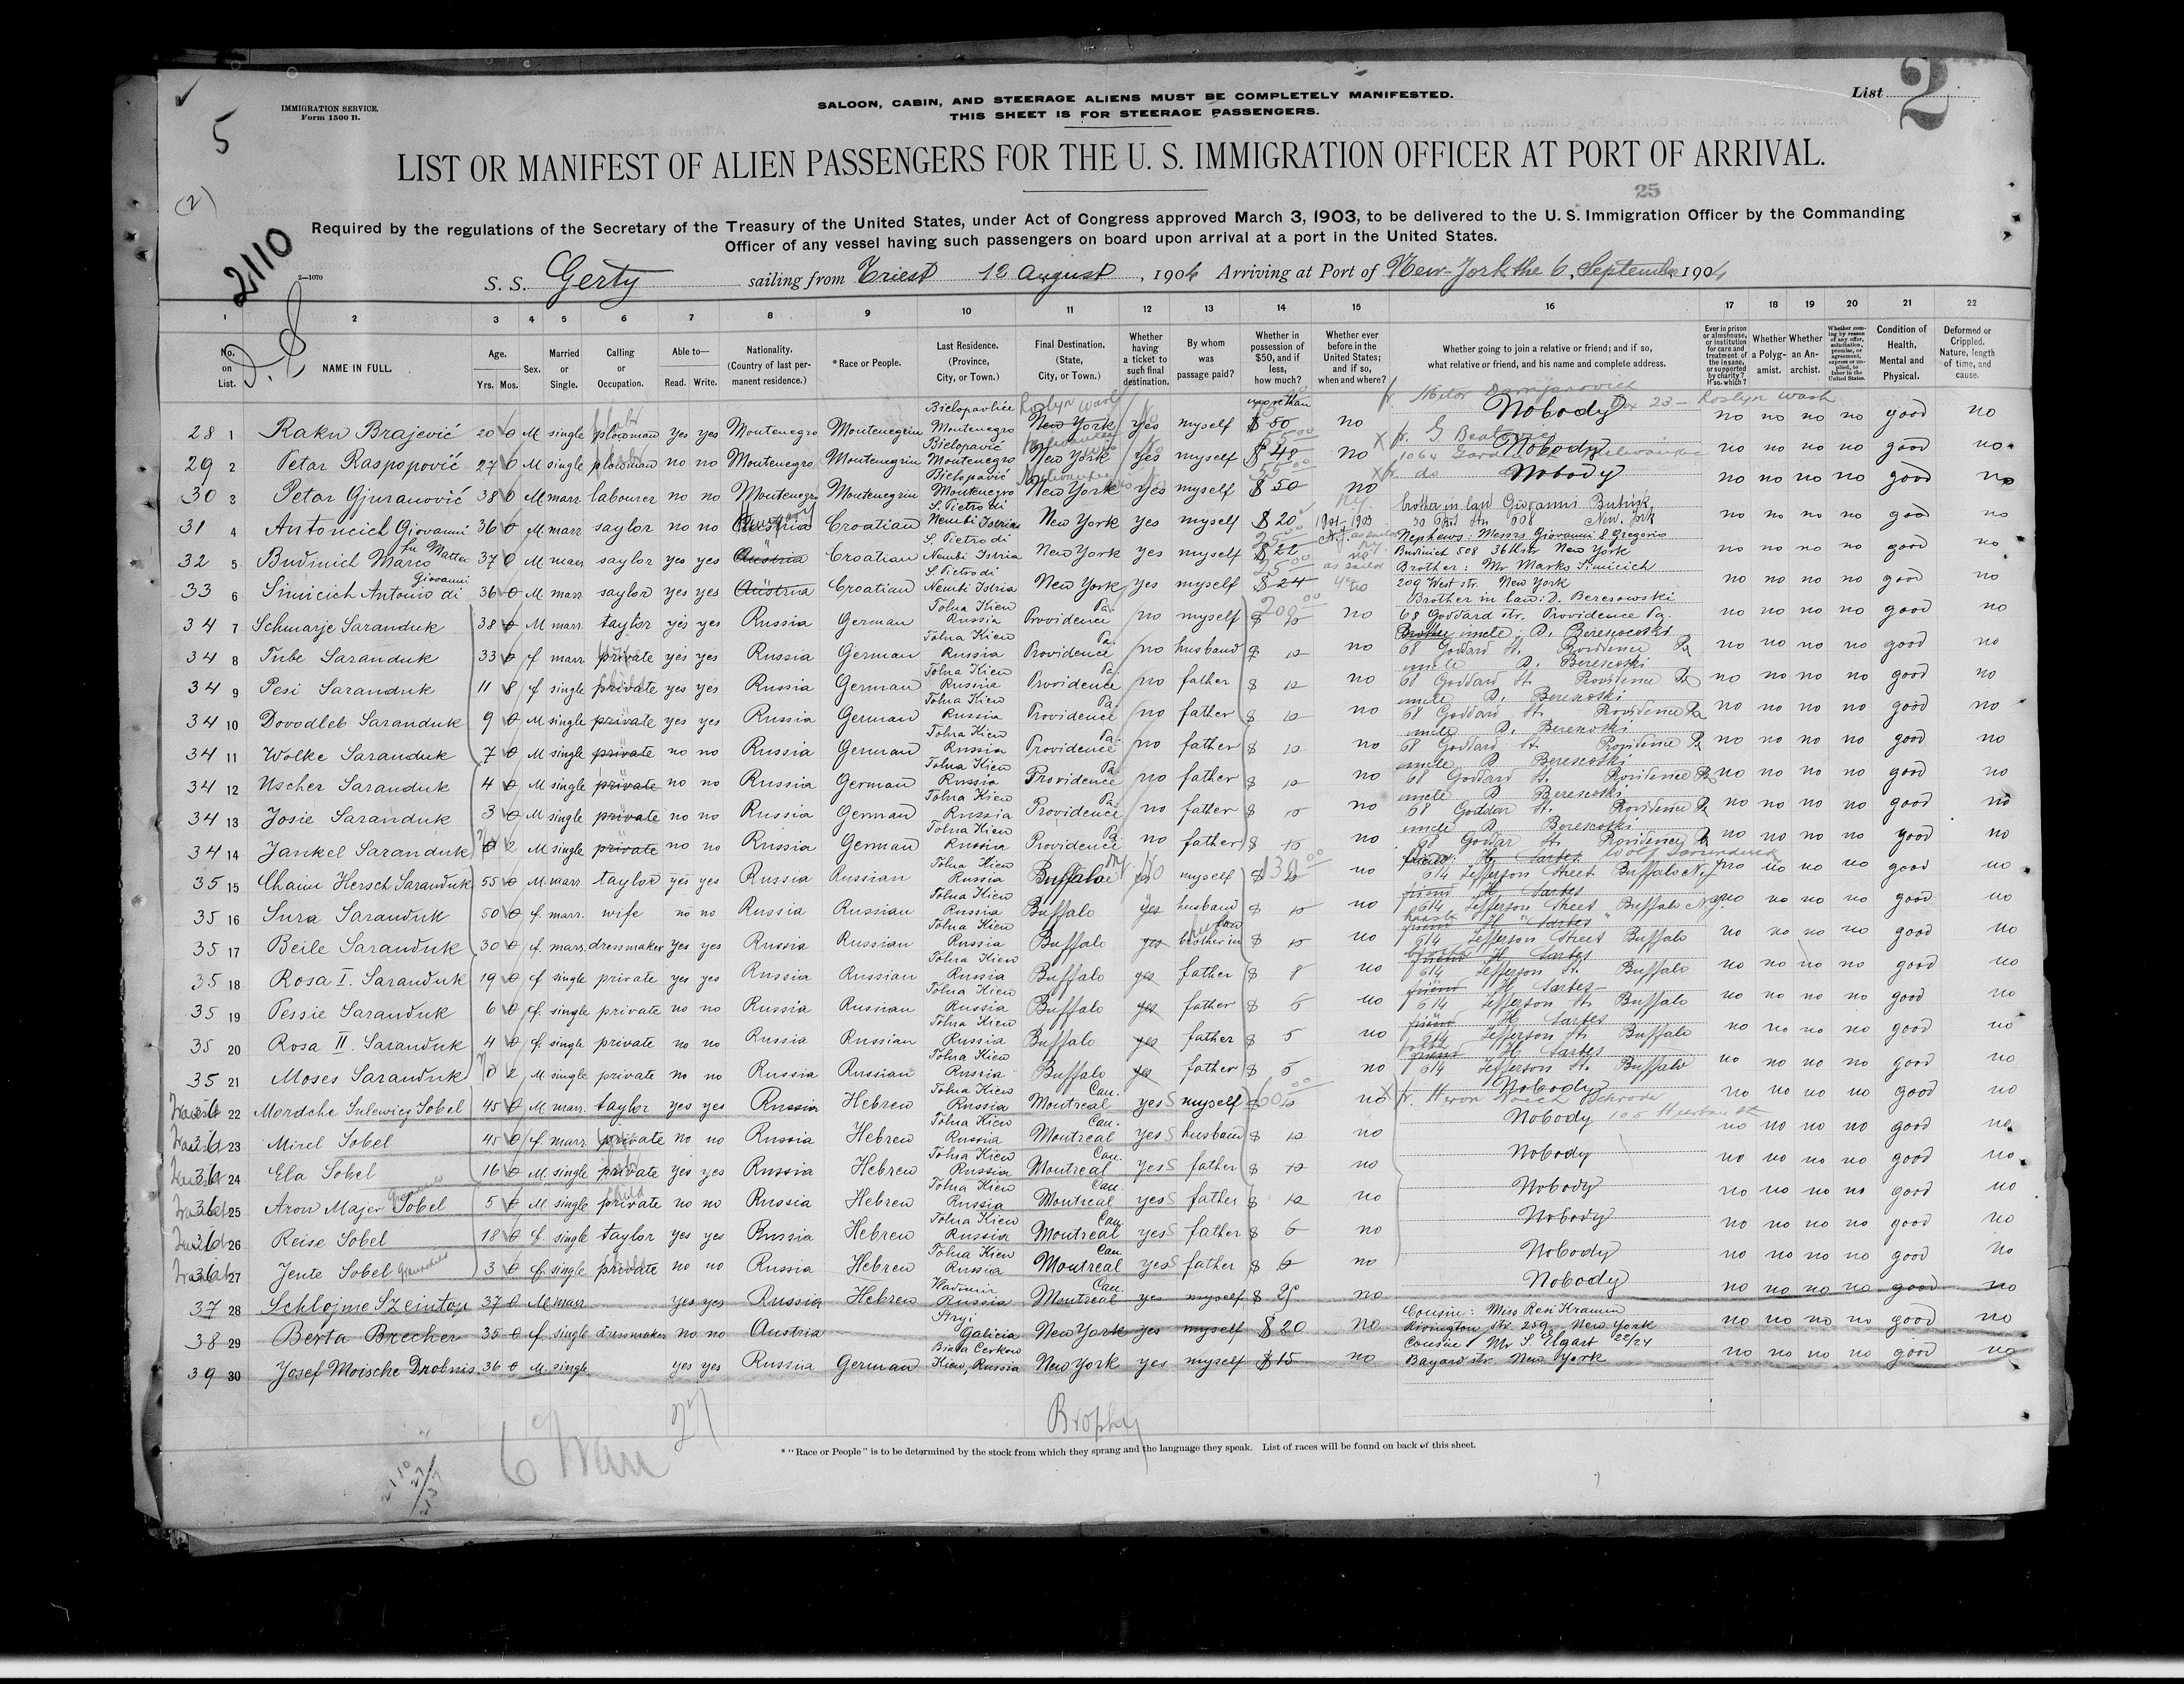 ✓
5
(2)
2110
IMMIGRATION SERVICE.
Form 1500 B.
SALOON, CABIN, AND STEERAGE ALIENS MUST BE COMPLETELY MANIFESTED.
THIS SHEET IS FOR STEERAGE PASSENGERS.
List 2
LIST OR MANIFEST OF ALIEN PASSENGERS FOR THE U. S. IMMIGRATION OFFICER AT PORT OF ARRIVAL.
25
Required by the regulations of the Secretary of the Treasury of the United States, under Act of Congress approved March 3, 1903, to be delivered to the U. S. Immigration Officer by the Commanding
Officer of any vessel having such passengers on board upon arrival at a port in the United States.
2—1070
S. S. Gerty sailing from Triest 12 August, 1904 Arriving at Port of New-York the 6, September 1904
1 2 3 4 5 6 7 8 9 10 11 12 13 14 15 16 17 18 19 20 21 22
No. on List. NAME IN FULL. Age. Yrs. Mos. Sex. Married or Single. Calling or Occupation. Able to— Read. Write. Nationality. (Country of last permanent residence.) *Race or People. Last Residence. (Province, City, or Town.) Final Destination. (State, City, or Town.) Whether having a ticket to such final destination. By whom was passage paid? Whether in possession of $50, and if less, how much? Whether ever before in the United States; and if so, when and where? Whether going to join a relative or friend; and if so, what relative or friend, and his name and complete address. Ever in prison or almshouse, or institution for care and treatment of the insane, or supported by charity? If so, which? Whether a Polygamist. Whether an Anarchist. Whether coming by reason of any offer, solicitation, promise, or agreement, express or implied, to labor in the United States. Condition of Health, Mental and Physical. Deformed or Crippled. Nature, length of time, and cause.
28 1 Raku Brajević 20 0 M single plowman yes yes Montenegro Montenegrin Bielopavlice Montenegro New York yes myself more than $ 50 no Nobody 23 - Roslyn Wash no no no no good no
29 2 Petar Raspopović 27 0 M single plowman no no Montenegro Montenegrin Bielopavić Montenegro New York yes myself $ 48 no Nobody no no no no good no
30 3 Petar Gjuranović 38 0 M marr. labourer no no Montenegro Montenegrin Bielopavić Montenegro New York yes myself $ 50 no Nobody no no no no good no
31 4 Antoncich Giovanni 36 0 M marr saylor no no Austria Hungary Croatian S. Pietro di Nembi Istria New York yes myself $ 20 1901-1903 brother in law Giovanni 508 New York no no no no good no
32 5 Budinich Marco fu Matteo 37 0 M marr saylor yes yes Austria Croatian S. Pietro di Nembi Istria New York yes myself $ 22 Nephews: Messrs Giovanni & Gregorio Budinich 508 36th str. New York no no no no good no
33 6 Simicich Antonio di Giovanni 36 0 M marr saylor yes yes Austria Croatian S. Pietro di Nembi Istria New York yes myself $ 24 no Brother: Mr Marko Simicich 209 West str. New York no no no no good no
34 7 Schmarje Saranduk 38 0 M marr. taylor yes yes Russia German Tolna Kiew Russia Providence Pa. no myself $ no Brother in law: D. Beresowski 68 Goddard str. Providence Pa. no no no no good no
34 8 Tube Saranduk 33 0 f marr. private yes yes Russia German Tolna Kiew Russia Providence Pa. no husband $ 10 no Brother uncle: D. Berescoski 68 Goddard St. Providence Pa no no no no good no
34 9 Pesi Saranduk 11 8 f single private yes yes Russia German Tolna Kiew Russia Providence Pa. no father $ 10 no uncle D. Berescoski 68 Goddard St. Providence Pa no no no no good no
34 10 Dovodleb Saranduk 9 0 M single private yes yes Russia German Tolna Kiew Russia Providence Pa. no father $ 10 no uncle D. Berescoski 68 Goddard St. Providence Pa no no no no good no
34 11 Wolke Saranduk 7 0 M single private no no Russia German Tolna Kiew Russia Providence Pa. no father $ 10 no uncle D. Berescoski 68 Goddard St. Providence Pa no no no no good no
34 12 Uscher Saranduk 4 0 M single private no no Russia German Tolna Kiew Russia Providence Pa. no father $ 10 no uncle D Berescoski 68 Goddard St. Providence Pa no no no no good no
34 13 Josie Saranduk 3 0 M single private no no Russia German Tolna Kiew Russia Providence Pa. no father $ 10 no uncle D Berescoski 68 Goddar St. Providence Pa no no no no good no
34 14 Jankel Saranduk 0 2 M single private no no Russia German Tolna Kiew Russia Providence Pa. no father $ 10 no uncle D. Berescoski 68 Goddar St. Providence Pa no no no no good no
35 15 Chaim Hersch Saranduk 55 0 M. marr. taylor yes yes Russia Russian Tolna Kiew Russia Buffalo NY no myself $ no friend: H. Sartes 614 Jefferson Street Buffalo N.Y. no no no no good no
35 16 Sura Saranduk 50 0 f. marr. wife no no Russia Russian Tolna Kiew Russia Buffalo yes husband $ 10 no friend H. Sartes 614 Jefferson Street Buffalo N.Y. no no no no good no
35 17 Beile Saranduk 30 0 f. marr. dressmaker yes yes Russia Russian Tolna Kiew Russia Buffalo yes brother in law $ 10 no friend H. Sartes 614 Jefferson Street Buffalo no no no no good no
35 18 Rosa I. Saranduk 19 0 f single private yes yes Russia Russian Tolna Kiew Russia Buffalo yes father $ 8 no friend H. Sartes 614 Jefferson St. Buffalo no no no no good no
35 19 Pessie Saranduk 6 0 f. single private no no Russia Russian Tolna Kiew Russia Buffalo yes father $ 6 no friend H. Sartes 614 Jefferson St. Buffalo no no no no good no
35 20 Rosa II. Saranduk 4 0 f. single private no no Russia Russian Tolna Kiew Russia Buffalo yes father $ 5 no friend H. Sartes 614 Jefferson St. Buffalo no no no no good no
35 21 Moses Saranduk 0 2 M single private no no Russia Russian Tolna Kiew Russia Buffalo yes father $ 5 no friend H. Sartes 614 Jefferson St. Buffalo no no no no good no
36 22 Mordche Sulewicz Sobel 45 0 M. marr. taylor yes yes Russia Hebrew Tolna Kiew Russia Montreal Can. yes myself $ no Nobody no no no no good no
36 23 Mirel Sobel 45 0 f. marr. private no no Russia Hebrew Tolna Kiew Russia Montreal Can. yes husband $ 10 no Nobody no no no no good no
36 24 Ela Sobel 16 0 M. single private yes yes Russia Hebrew Tolna Kiew Russia Montreal Can. yes father $ 10 no Nobody no no no no good no
36 25 Aron Majer Sobel Grandchild 5 0 M single private child no no Russia Hebrew Tolna Kiew Russia Montreal Can. yes father $ 10 no Nobody no no no no good no
36 26 Reise Sobel 18 0 f. single taylor yes yes Russia Hebrew Tolna Kiew Russia Montreal Can. yes father $ 6 no Nobody no no no no good no
36 27 Jente Sobel Grandchild 3 0 f. single private no no Russia Hebrew Tolna Kiew Russia Montreal Can yes father $ 6 no Nobody no no no no good no
37 28 Schlojme Szeintop 37 0 M marr yes yes Russia Hebrew Russia Montreal Can. yes myself $ no Nobody no no no no good no
38 29 Berta Brecher 35 0 f. single dressmaker no no Austria Stryi Galicia New York yes myself $ 20 no Cousin: Miss Resi Kramer Rivington str. 259 New York no no no no good no
39 30 Josef Moische Drobnis 36 0 M. single yes yes Russia German Biala Cerkow Kiew, Russia New York yes myself $ 15 no Cousin Mr S. Elgart 22/24 Bayard str. New York no no no no good no
27
Brophy
6
* "Race or People" is to be determined by the stock from which they sprang and the language they speak. List of races will be found on back of this sheet.
2110
27
2137